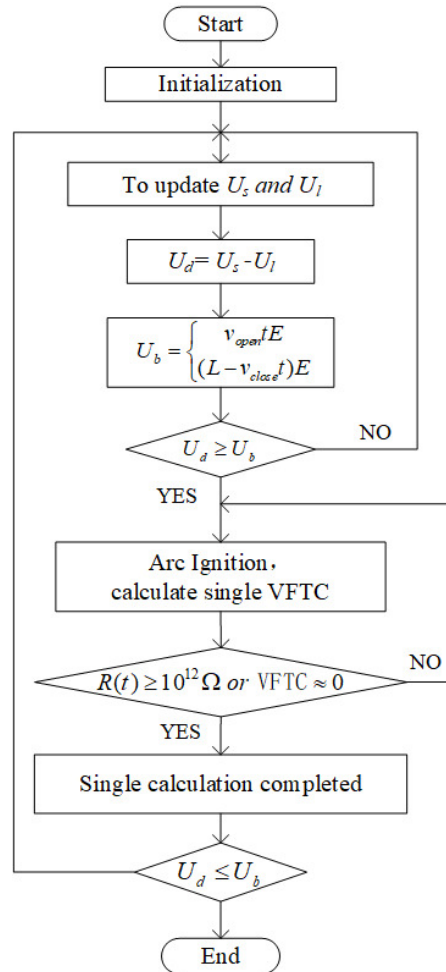 Start
Initialization
To update U_s and U_l
U_d= U_s -U_l
U_b = { v_open tE
(L-v_close t)E
U_d ≥ U_b
NO
YES
Arc Ignition,
calculate single VFTC
R(t) ≥10^12 Ω or VFTC ≈ 0
NO
YES
Single calculation completed
U_d ≤ U_b
End